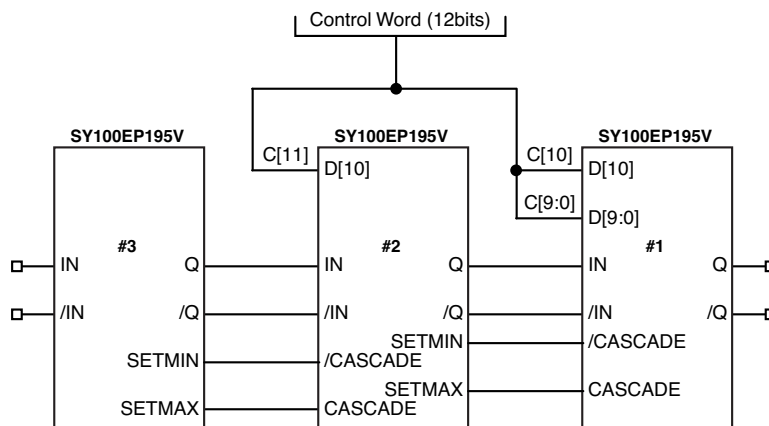 Control Word (12bits)
SY100EP195V SY100EP195V SY100EP195V
C[11] D[10] C[10] D[10]
C[9:0] D[9:0]
#3 #2 #1
IN Q IN Q IN Q
/IN /Q /IN /Q /IN /Q
SETMIN /CASCADE
SETMIN /CASCADE
SETMAX CASCADE
SETMAX CASCADE